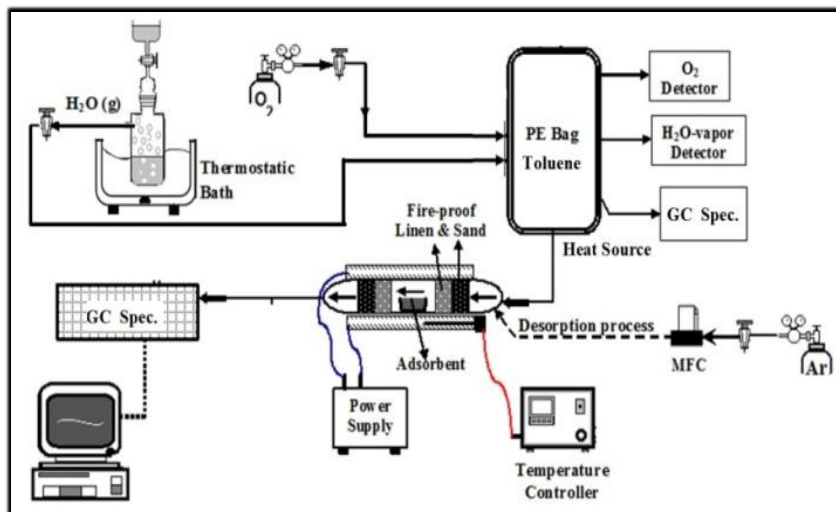 H₂O (g)
Thermostatic
Bath
O₂
PE Bag
Toluene
O₂
Detector
H₂O-vapor
Detector
GC Spec.
Fire-proof
Linen & Sand
Heat Source
GC Spec.
Adsorbent
Desorption process
MFC
Ar
Power
Supply
Temperature
Controller